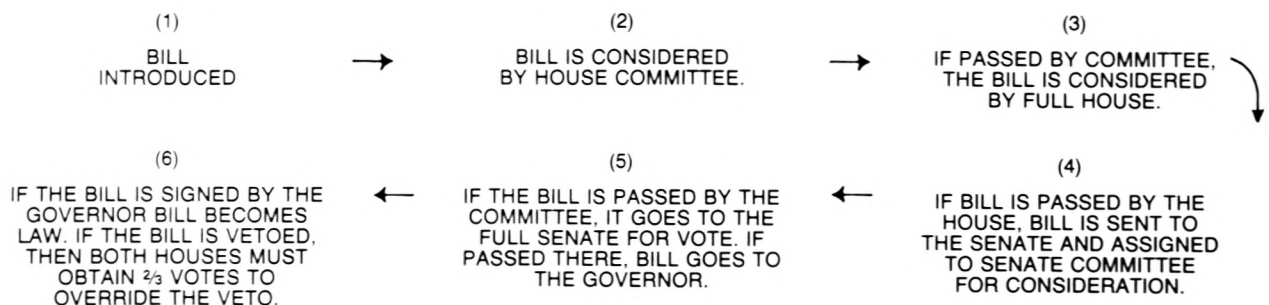 (1)
BILL
INTRODUCED
(2)
BILL IS CONSIDERED
BY HOUSE COMMITTEE.
(3)
IF PASSED BY COMMITTEE,
THE BILL IS CONSIDERED
BY FULL HOUSE.
(4)
IF BILL IS PASSED BY THE
HOUSE, BILL IS SENT TO
THE SENATE AND ASSIGNED
TO SENATE COMMITTEE
FOR CONSIDERATION.
(5)
IF THE BILL IS PASSED BY THE
COMMITTEE, IT GOES TO THE
FULL SENATE FOR VOTE. IF
PASSED THERE, BILL GOES TO
THE GOVERNOR.
(6)
IF THE BILL IS SIGNED BY THE
GOVERNOR BILL BECOMES
LAW. IF THE BILL IS VETOED,
THEN BOTH HOUSES MUST
OBTAIN ⅔ VOTES TO
OVERRIDE THE VETO.